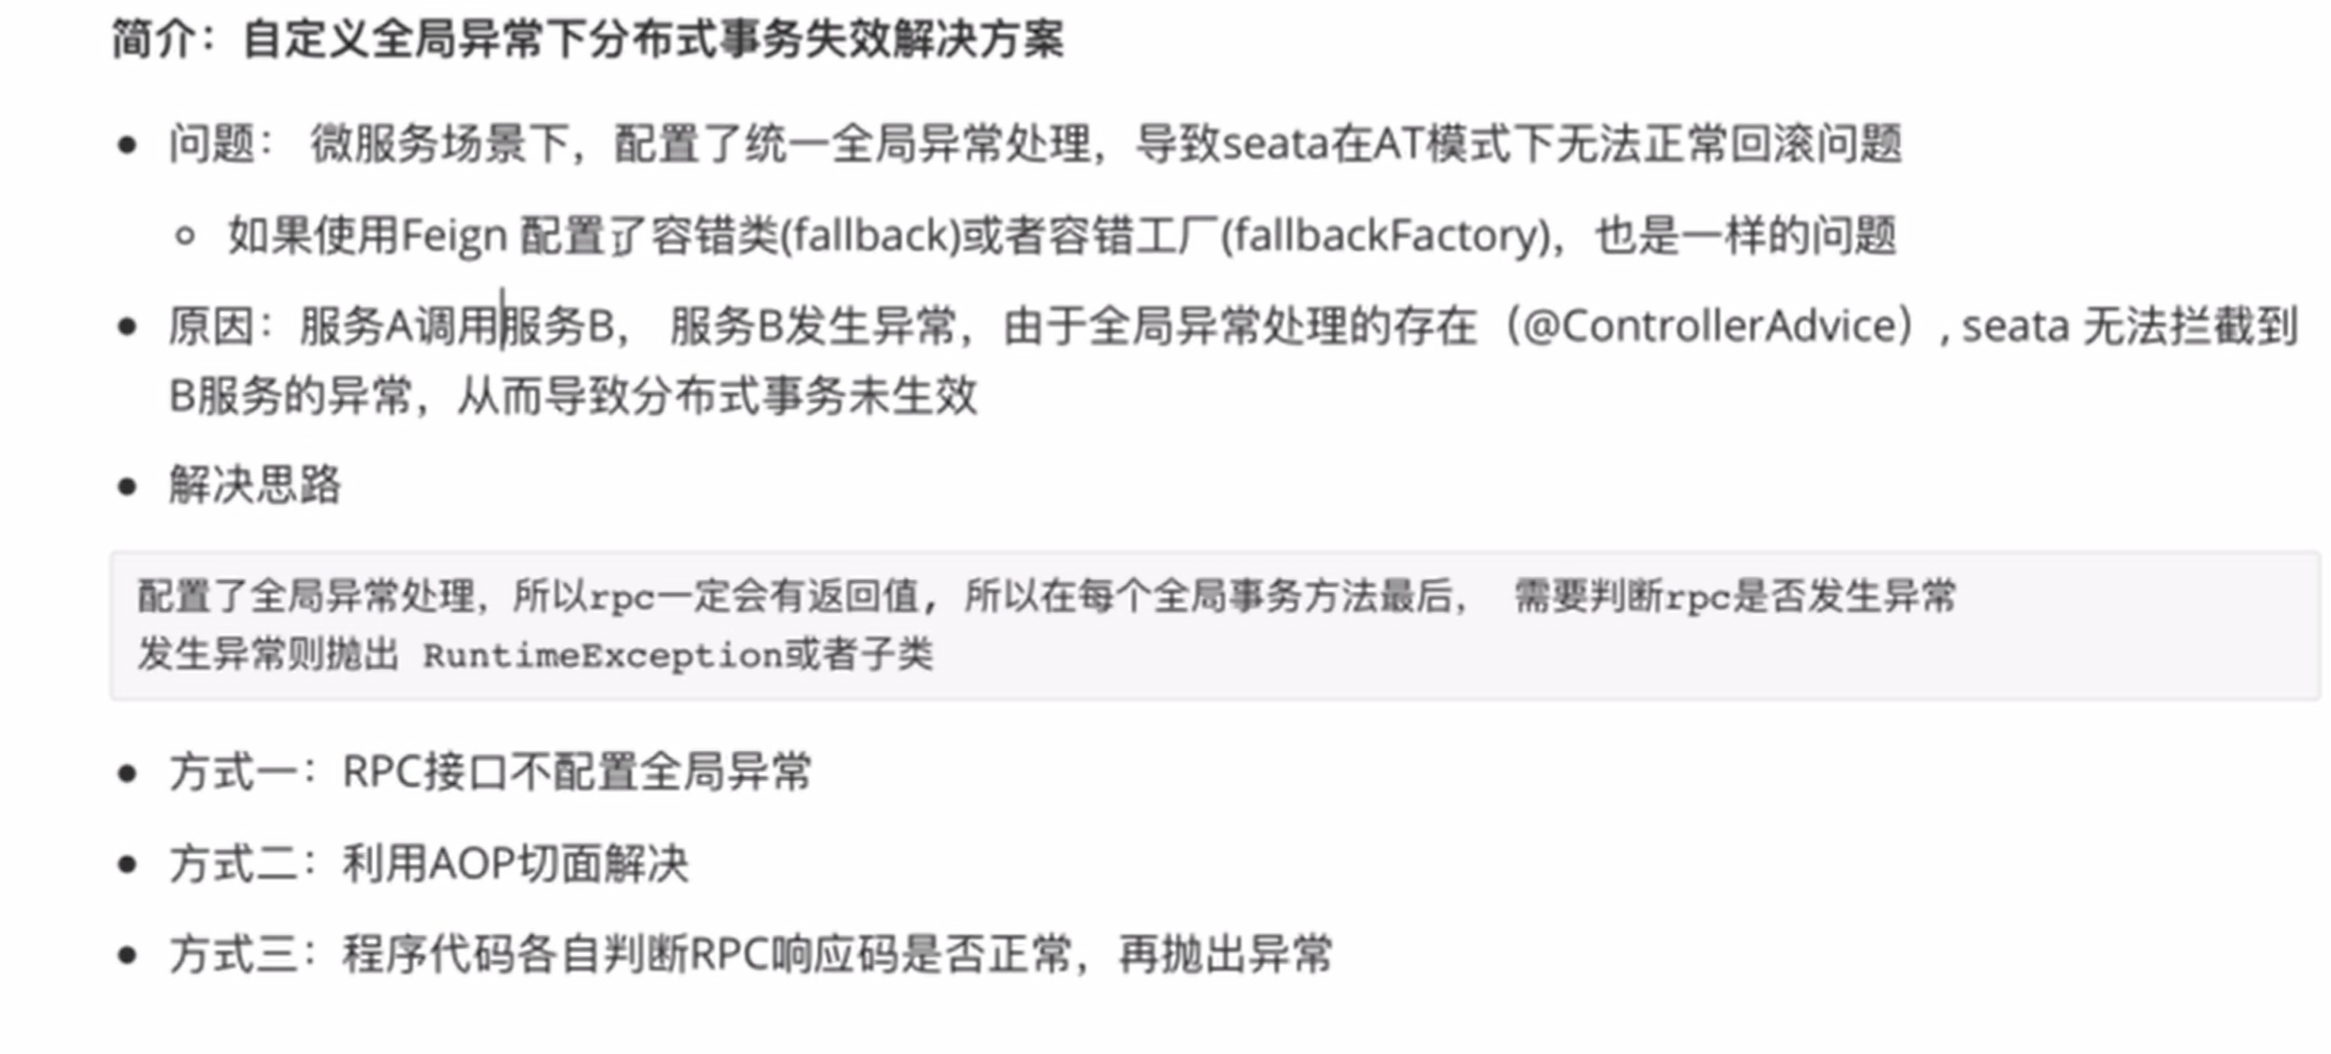 简介：自定义全局异常下分布式事务失效解决方案
问题： 微服务场景下，配置了统一全局异常处理，导致seata在AT模式下无法正常回滚问题
如果使用Feign 配置了容错类(fallback)或者容错工厂(fallbackFactory)，也是一样的问题
原因：服务A调用服务B， 服务B发生异常，由于全局异常处理的存在（@ControllerAdvice）, seata 无法拦截到
B服务的异常，从而导致分布式事务未生效
解决思路
配置了全局异常处理，所以rpc一定会有返回值, 所以在每个全局事务方法最后， 需要判断rpc是否发生异常
发生异常则抛出 RuntimeException或者子类
方式一：RPC接口不配置全局异常
方式二：利用AOP切面解决
方式三：程序代码各自判断RPC响应码是否正常，再抛出异常